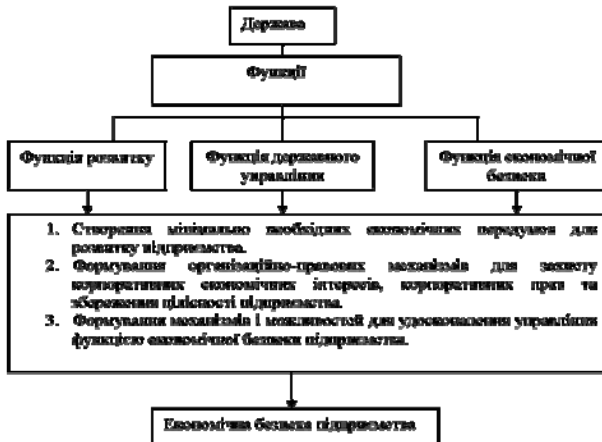 Держава
Функції
Функція розвитку
Функція державного
управління
Функція економічної
безпеки
1. Створення мінімально необхідних економічних передумов для
розвитку підприємства.
2. Формування організаційно-правових механізмів для захисту
корпоративних економічних інтересів, корпоративних прав та
збереження цілісності підприємства.
3. Формування механізмів і можливостей для удосконалення управління
функцією економічної безпеки підприємства.
Економічна безпека підприємства